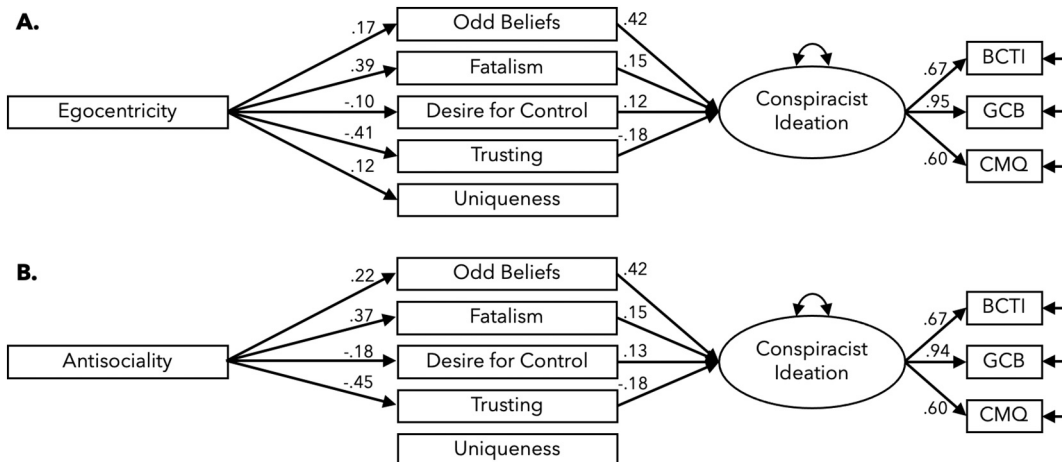 A.
Egocentricity
.17
.39
-.10
-.41
.12
Odd Beliefs
Fatalism
Desire for Control
Trusting
Uniqueness
.42
.15
.12
-.18
Conspiracist
Ideation
.67
.95
.60
BCTI
GCB
CMQ
B.
Antisociality
.22
.37
-.18
-.45
Odd Beliefs
Fatalism
Desire for Control
Trusting
Uniqueness
.42
.15
.13
-.18
Conspiracist
Ideation
.67
.94
.60
BCTI
GCB
CMQ